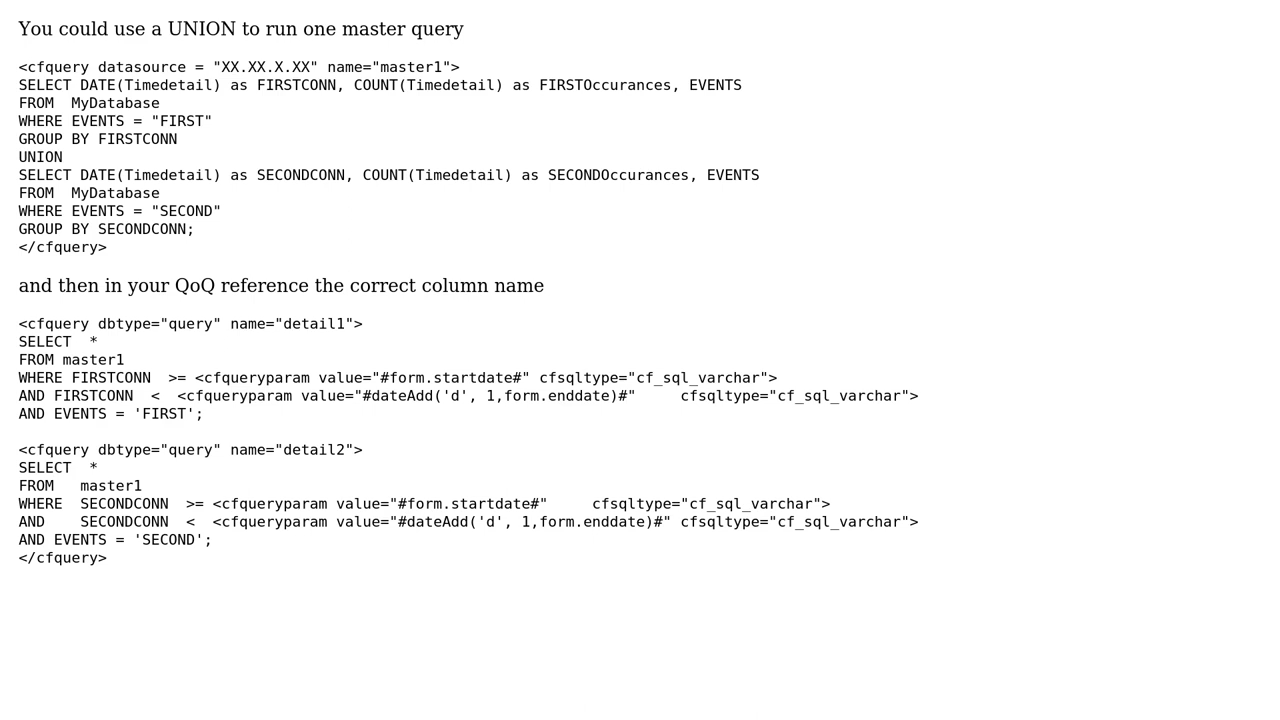 You could use a UNION to run one master query
<cfquery datasource = "XX.XX.X.XX" name="master1">
SELECT DATE(Timedetail) as FIRSTCONN, COUNT(Timedetail) as FIRSTOccurances, EVENTS
FROM  MyDatabase
WHERE EVENTS = "FIRST"
GROUP BY FIRSTCONN
UNION
SELECT DATE(Timedetail) as SECONDCONN, COUNT(Timedetail) as SECONDOccurances, EVENTS
FROM  MyDatabase
WHERE EVENTS = "SECOND"
GROUP BY SECONDCONN;
</cfquery>
and then in your QoQ reference the correct column name
<cfquery dbtype="query" name="detail1">
SELECT  *
FROM master1
WHERE FIRSTCONN  >= <cfqueryparam value="#form.startdate#" cfsqltype="cf_sql_varchar">
AND FIRSTCONN  <  <cfqueryparam value="#dateAdd('d', 1,form.enddate)#"     cfsqltype="cf_sql_varchar">
AND EVENTS = 'FIRST';
<cfquery dbtype="query" name="detail2">
SELECT  *
FROM   master1
WHERE  SECONDCONN  >= <cfqueryparam value="#form.startdate#"     cfsqltype="cf_sql_varchar">
AND    SECONDCONN  <  <cfqueryparam value="#dateAdd('d', 1,form.enddate)#" cfsqltype="cf_sql_varchar">
AND EVENTS = 'SECOND';
</cfquery>